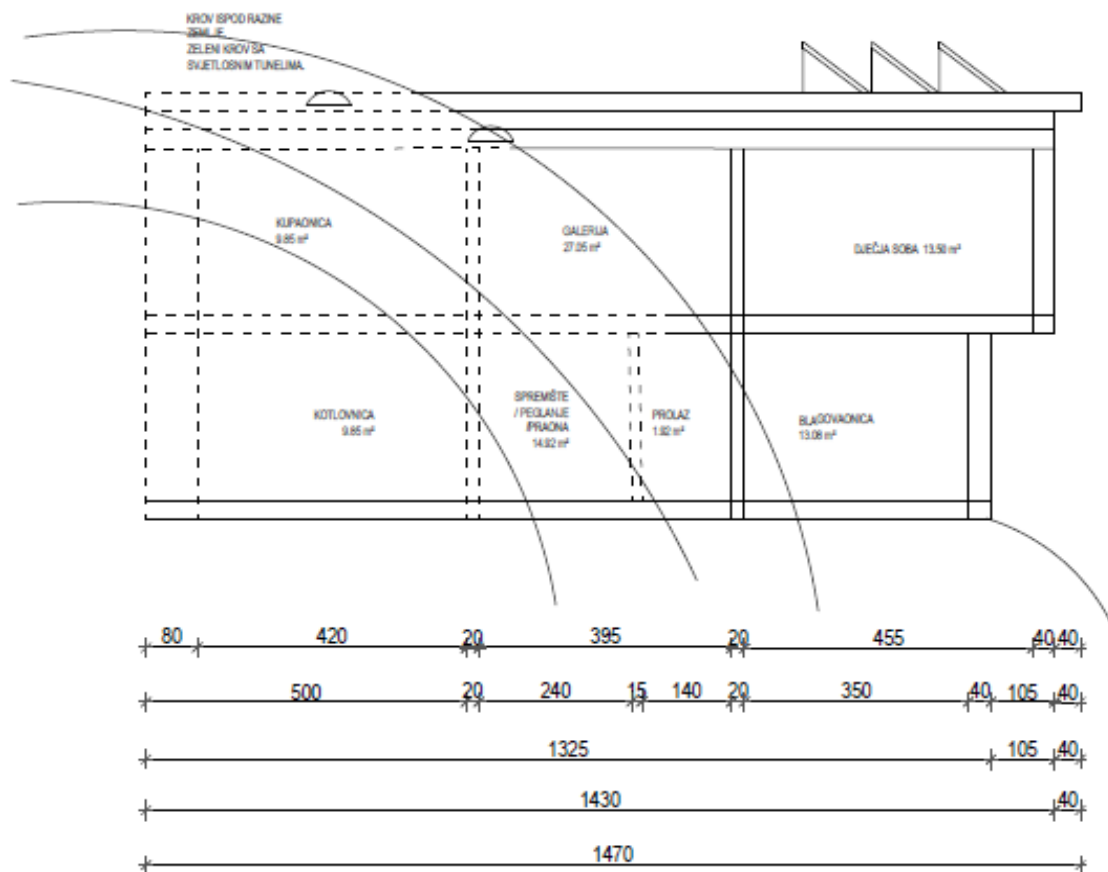 KROV ISPOD RAZINE
ZEMLJE.
ZELENI KROV SA
SVJETLOSNIM TUNELIMA.
KUPAONICA
9.85 m²
GALERIJA
27.05 m²
DJEČJA SOBA 13.50 m²
KOTLOVNICA
9.85 m²
SPREMIŠTE
/ PEGLANJE
/PRAONA
14.92 m²
PROLAZ
1.92 m²
BLAGOVAONICA
13.08 m²
80 420 20 395 20 455 40 40
500 20 240 15 140 20 350 40 105 40
1325 105 40
1430 40
1470